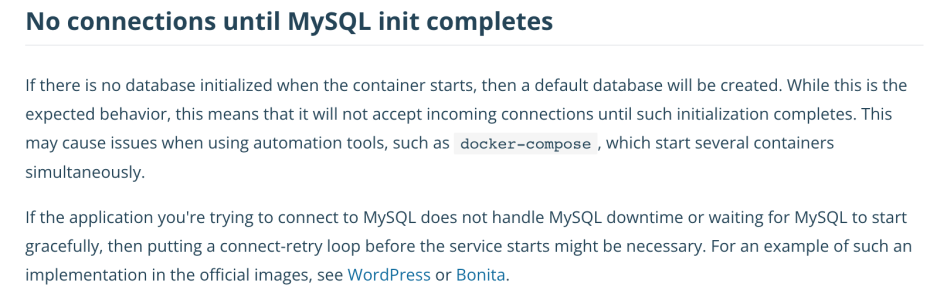 No connections until MySQL init completes
If there is no database initialized when the container starts, then a default database will be created. While this is the
expected behavior, this means that it will not accept incoming connections until such initialization completes. This
may cause issues when using automation tools, such as docker-compose , which start several containers
simultaneously.
If the application you're trying to connect to MySQL does not handle MySQL downtime or waiting for MySQL to start
gracefully, then putting a connect-retry loop before the service starts might be necessary. For an example of such an
implementation in the official images, see WordPress or Bonita.